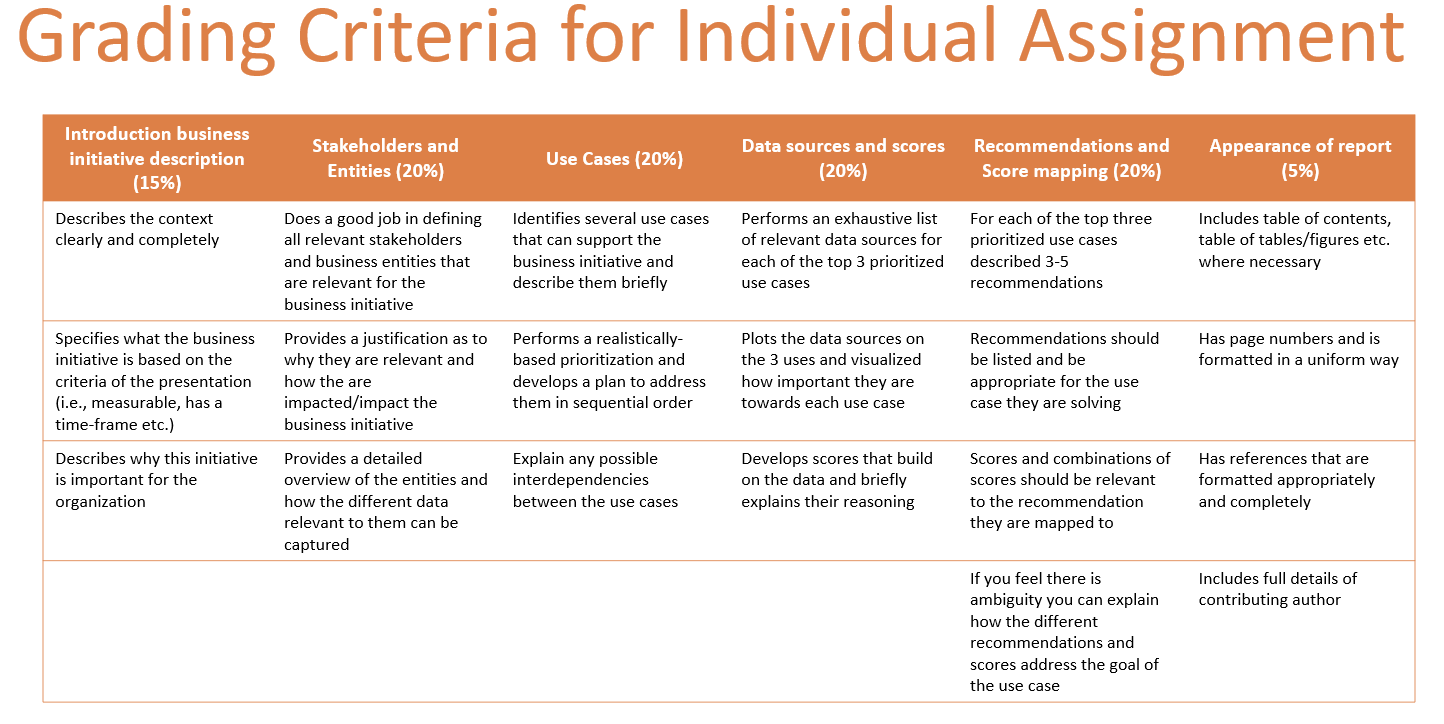 Grading Criteria for Individual Assignment
Introduction business
initiative description
(15%)
Stakeholders and
Entities (20%)
Use Cases (20%)
Data sources and scores
(20%)
Recommendations and
Score mapping (20%)
Appearance of report
(5%)
Describes the context
clearly and completely
Does a good job in defining
all relevant stakeholders
and business entities that
are relevant for the
business initiative
Identifies several use cases
that can support the
business initiative and
describe them briefly
Performs an exhaustive list
of relevant data sources for
each of the top 3 prioritized
use cases
For each of the top three
prioritized use cases
described 3-5
recommendations
Includes table of contents,
table of tables/figures etc.
where necessary
Specifies what the business
initiative is based on the
criteria of the presentation
(i.e., measurable, has a
time-frame etc.)
Provides a justification as to
why they are relevant and
how the are
impacted/impact the
business initiative
Performs a realistically-
based prioritization and
develops a plan to address
them in sequential order
Plots the data sources on
the 3 uses and visualized
how important they are
towards each use case
Recommendations should
be listed and be
appropriate for the use
case they are solving
Has page numbers and is
formatted in a uniform way
Describes why this initiative
is important for the
organization
Provides a detailed
overview of the entities and
how the different data
relevant to them can be
captured
Explain any possible
interdependencies
between the use cases
Develops scores that build
on the data and briefly
explains their reasoning
Scores and combinations of
scores should be relevant
to the recommendation
they are mapped to
Has references that are
formatted appropriately
and completely
If you feel there is
ambiguity you can explain
how the different
recommendations and
scores address the goal of
the use case
Includes full details of
contributing author